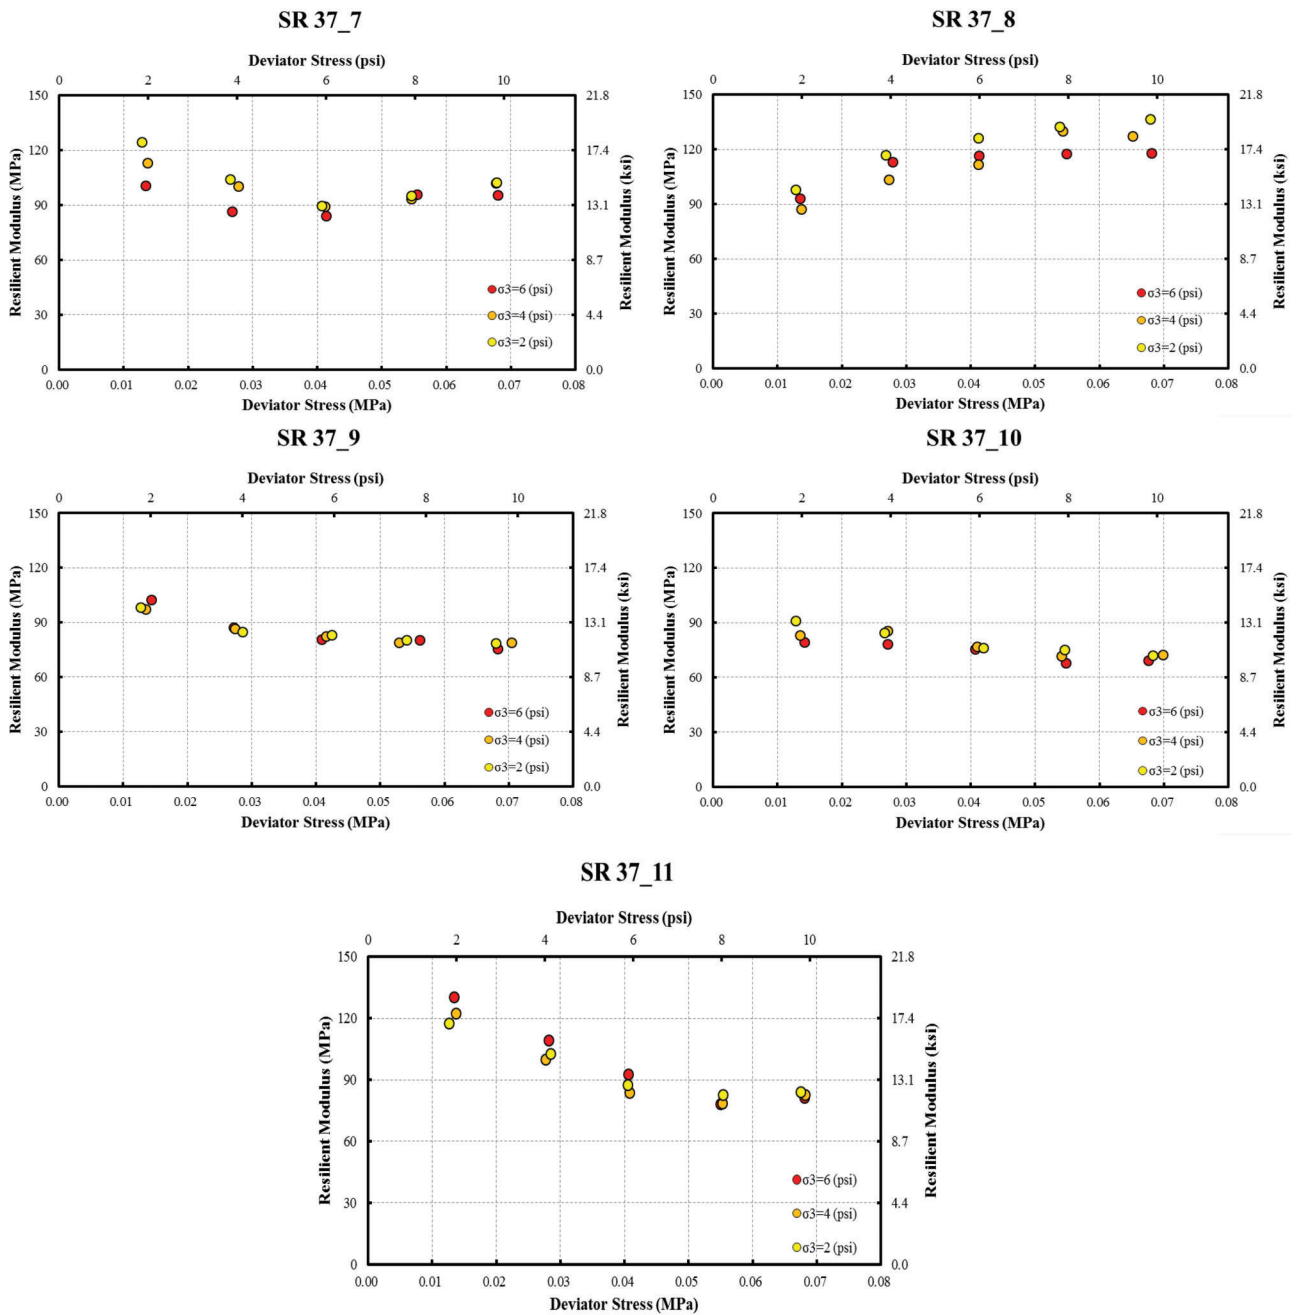 SR 37_7
Deviator Stress (psi)
0 2 4 6 8 10
150 21.8
120 17.4
90 13.1
60 8.7
30 4.4
0 0.0
Resilient Modulus (MPa)
Resilient Modulus (ksi)
σ3=6 (psi)
σ3=4 (psi)
σ3=2 (psi)
0.00 0.01 0.02 0.03 0.04 0.05 0.06 0.07 0.08
Deviator Stress (MPa)
SR 37_8
Deviator Stress (psi)
0 2 4 6 8 10
150 21.8
120 17.4
90 13.1
60 8.7
30 4.4
0 0.0
Resilient Modulus (MPa)
Resilient Modulus (ksi)
σ3=6 (psi)
σ3=4 (psi)
σ3=2 (psi)
0.00 0.01 0.02 0.03 0.04 0.05 0.06 0.07 0.08
Deviator Stress (MPa)
SR 37_9
Deviator Stress (psi)
0 2 4 6 8 10
150 21.8
120 17.4
90 13.1
60 8.7
30 4.4
0 0.0
Resilient Modulus (MPa)
Resilient Modulus (ksi)
σ3=6 (psi)
σ3=4 (psi)
σ3=2 (psi)
0.00 0.01 0.02 0.03 0.04 0.05 0.06 0.07 0.08
Deviator Stress (MPa)
SR 37_10
Deviator Stress (psi)
0 2 4 6 8 10
150 21.8
120 17.4
90 13.1
60 8.7
30 4.4
0 0.0
Resilient Modulus (MPa)
Resilient Modulus (ksi)
σ3=6 (psi)
σ3=4 (psi)
σ3=2 (psi)
0.00 0.01 0.02 0.03 0.04 0.05 0.06 0.07 0.08
Deviator Stress (MPa)
SR 37_11
Deviator Stress (psi)
0 2 4 6 8 10
150 21.8
120 17.4
90 13.1
60 8.7
30 4.4
0 0.0
Resilient Modulus (MPa)
Resilient Modulus (ksi)
σ3=6 (psi)
σ3=4 (psi)
σ3=2 (psi)
0.00 0.01 0.02 0.03 0.04 0.05 0.06 0.07 0.08
Deviator Stress (MPa)